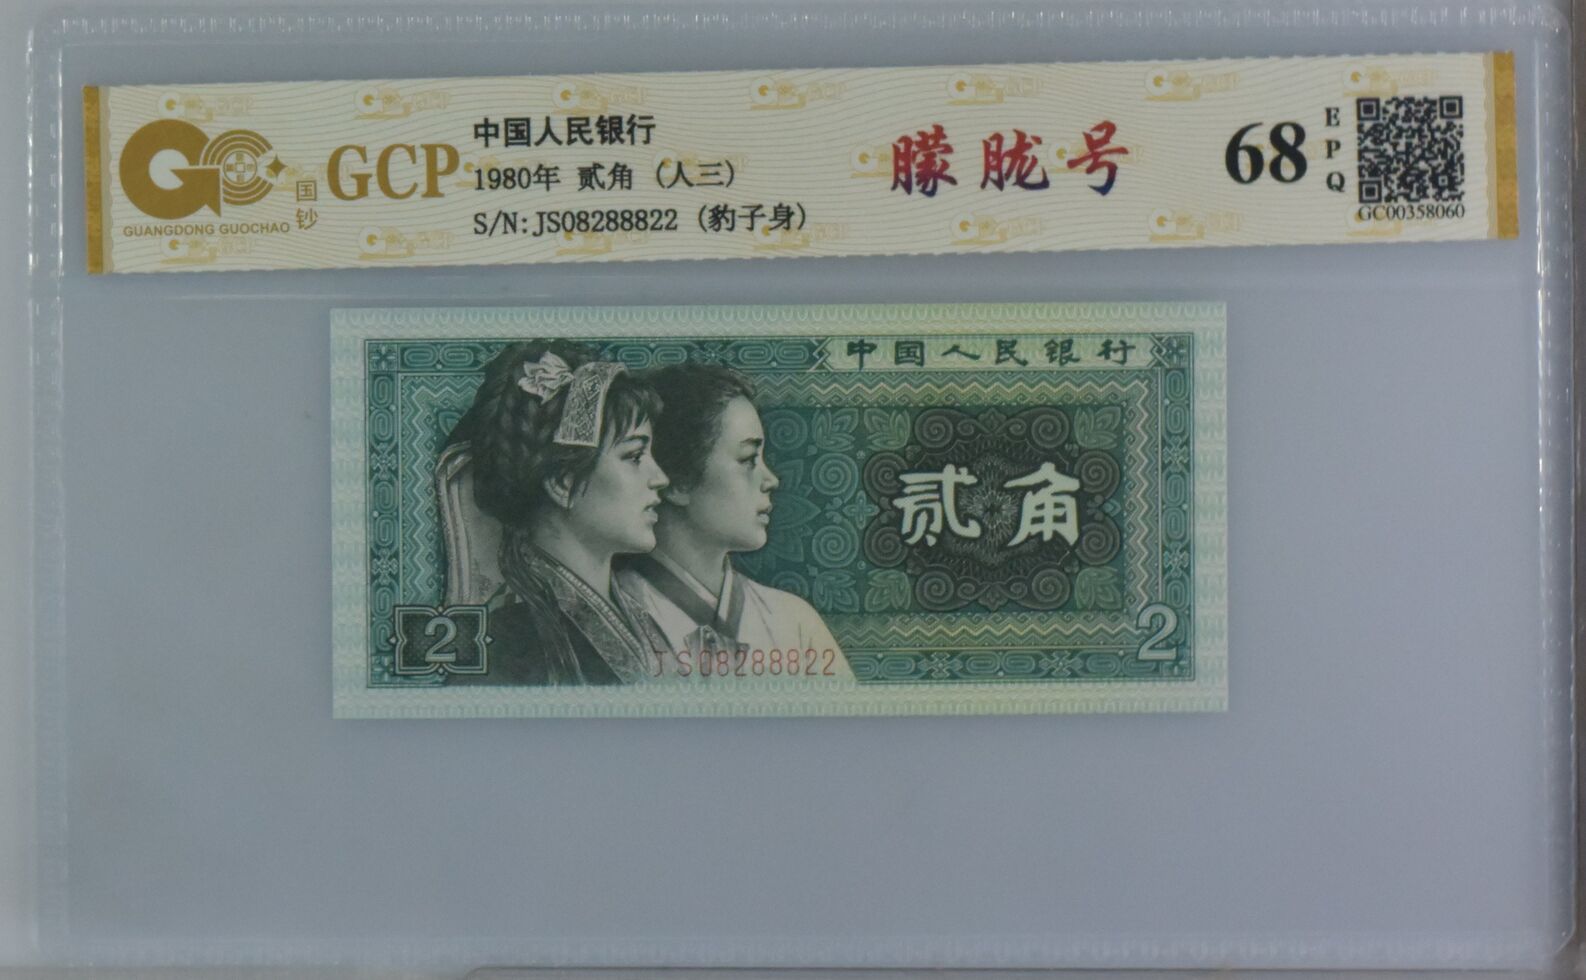 GCP
国钞
GUANGDONG GUOCHAO
中国人民银行
1980年 贰角 (人三)
S/N:JS08288822 (豹子身)
朦胧号
68
EPQ
GC00358060
中国人民银行
贰角
2
2
JS08288822